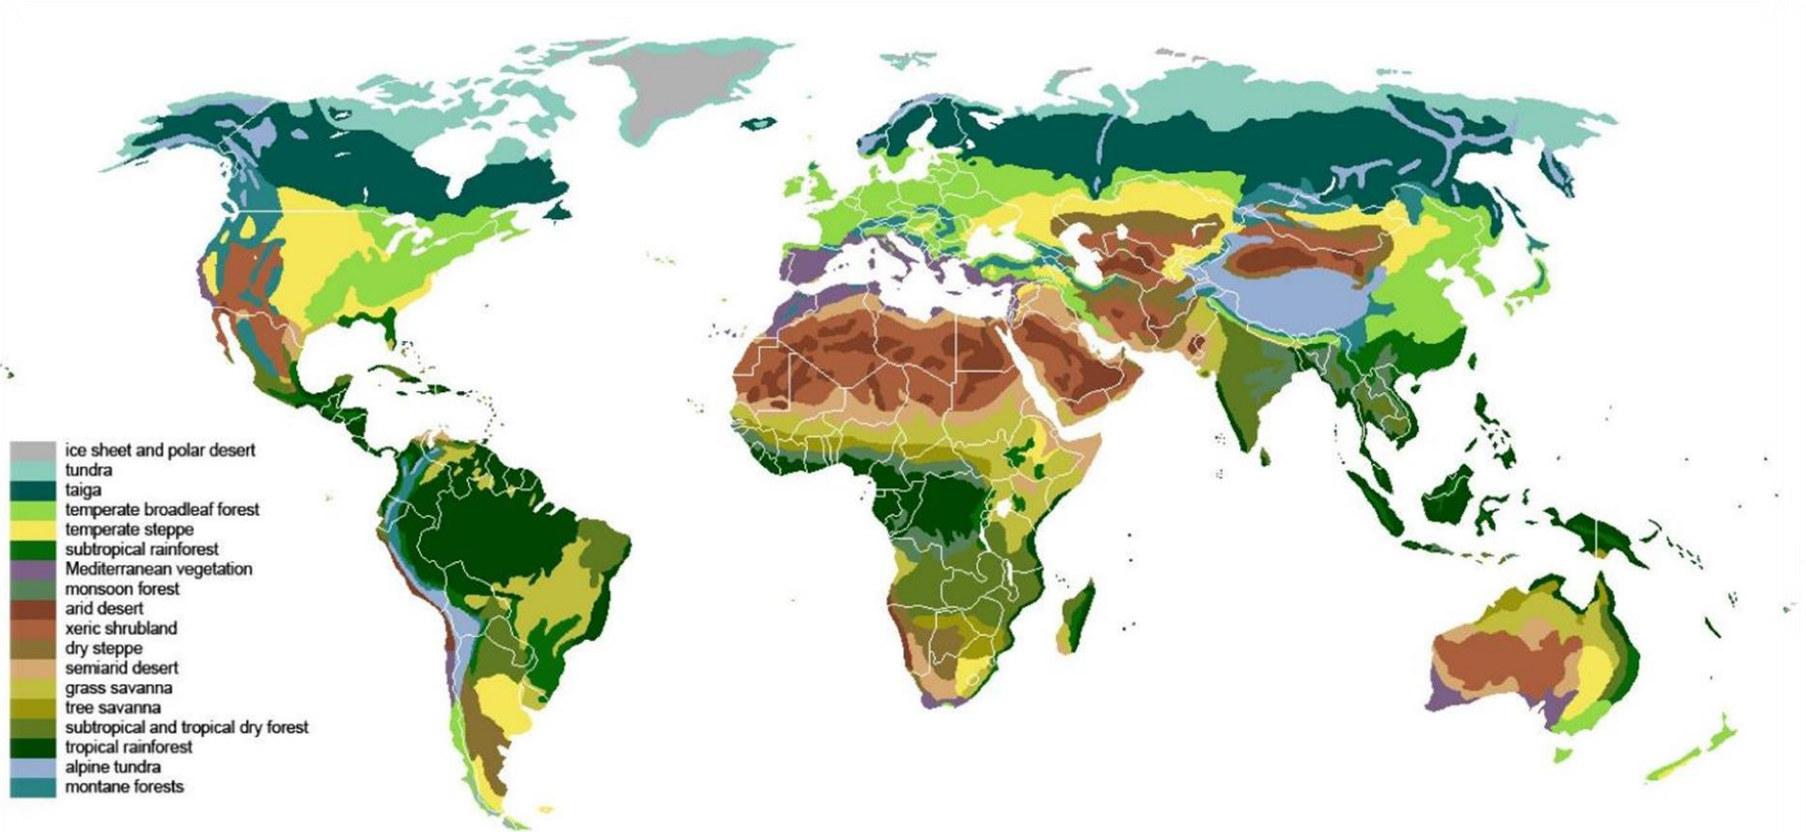 ice sheet and polar desert
tundra
taiga
temperate broadleaf forest
temperate steppe
subtropical rainforest
Mediterranean vegetation
monsoon forest
arid desert
xeric shrubland
dry steppe
semiarid desert
grass savanna
tree savanna
subtropical and tropical dry forest
tropical rainforest
alpine tundra
montane forests